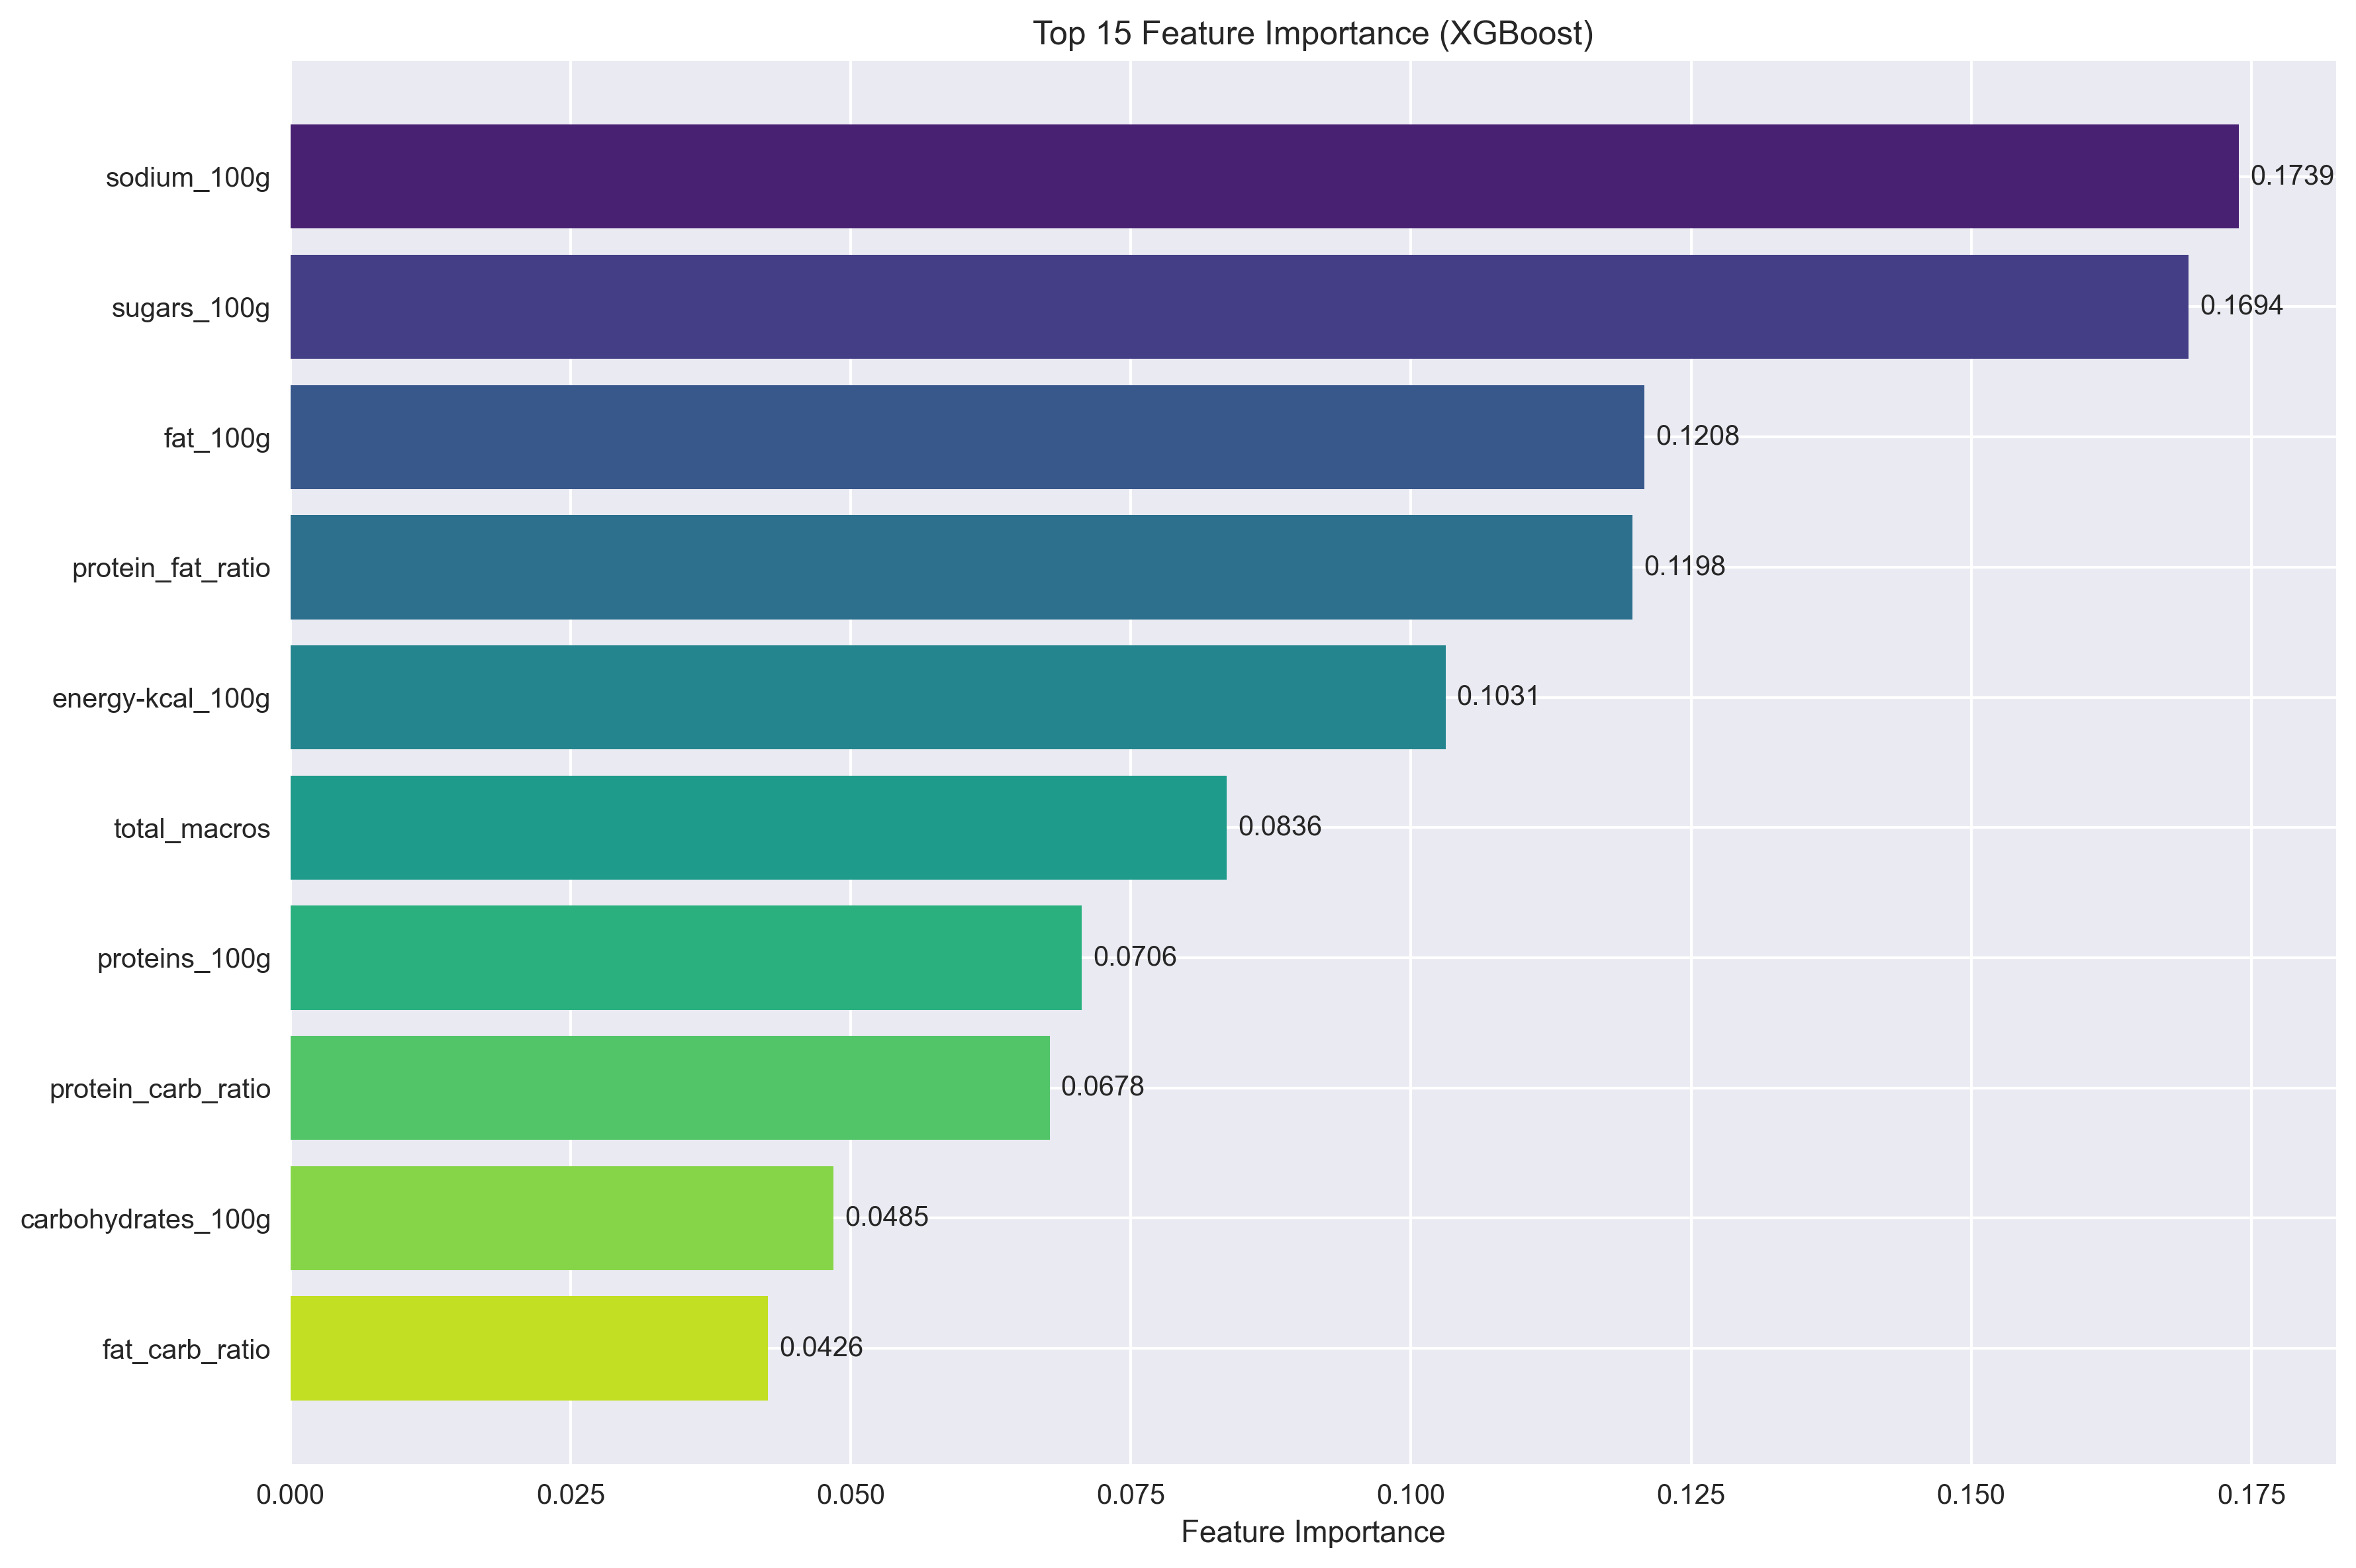 Top 15 Feature Importance (XGBoost)
sodium_100g 0.1739
sugars_100g 0.1694
fat_100g 0.1208
protein_fat_ratio 0.1198
energy-kcal_100g 0.1031
total_macros 0.0836
proteins_100g 0.0706
protein_carb_ratio 0.0678
carbohydrates_100g 0.0485
fat_carb_ratio 0.0426
0.000 0.025 0.050 0.075 0.100 0.125 0.150 0.175
Feature Importance